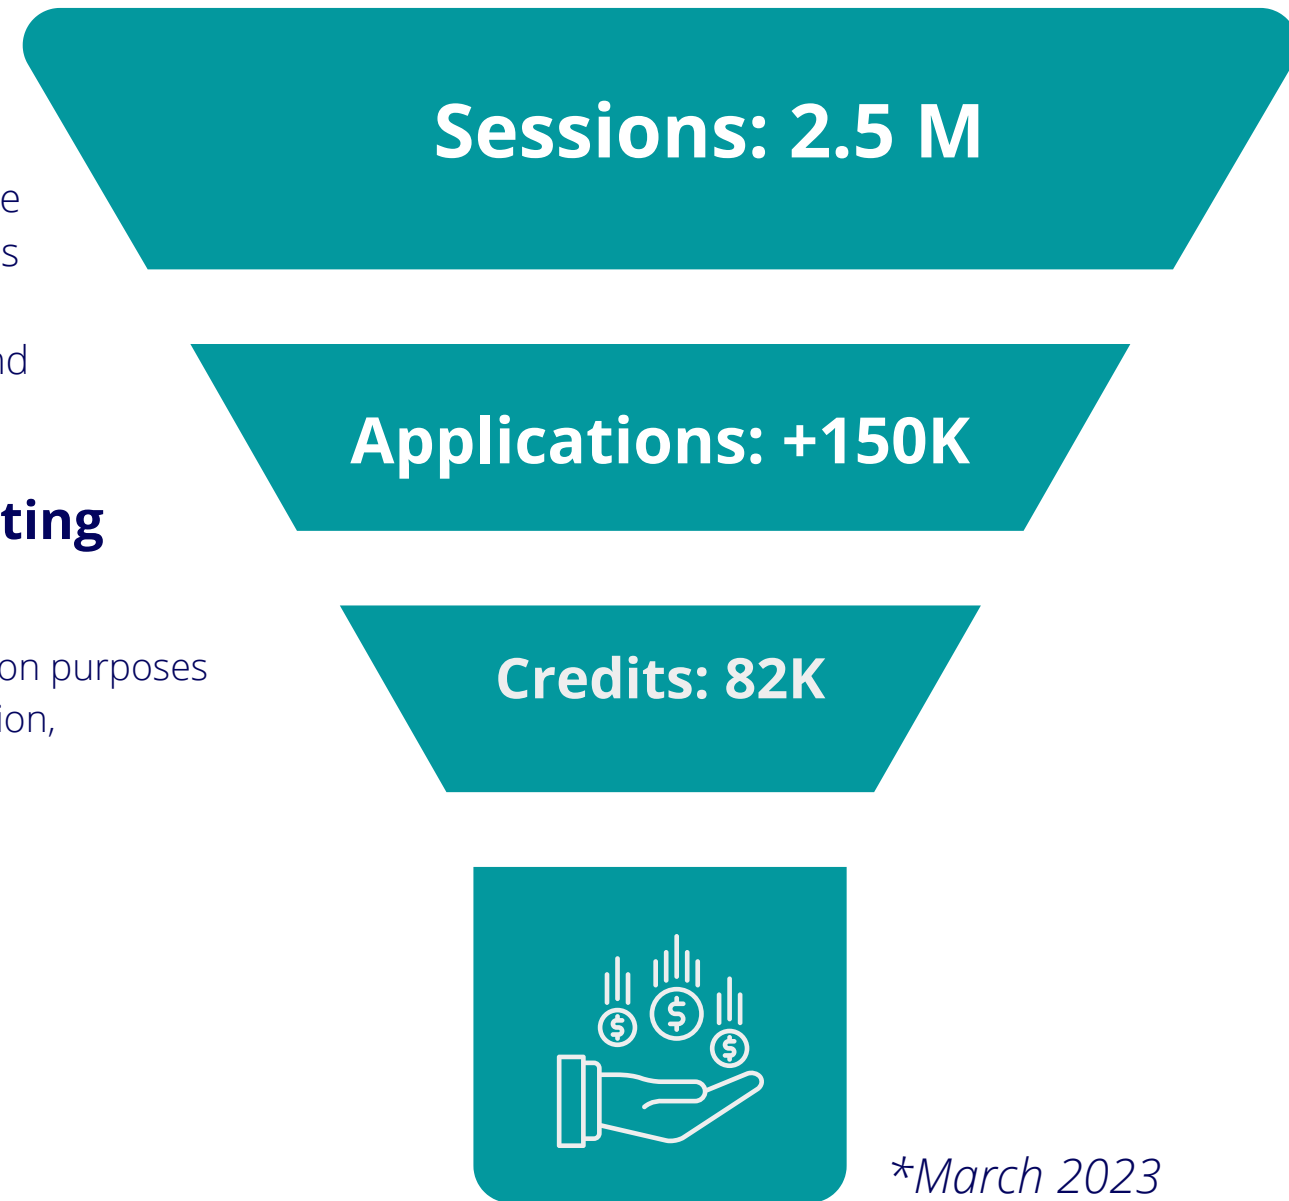 Sessions: 2.5 M
e
s
nd
Applications: +150K
ting
on purposes
ion,
Credits: 82K
$ $ $
*March 2023